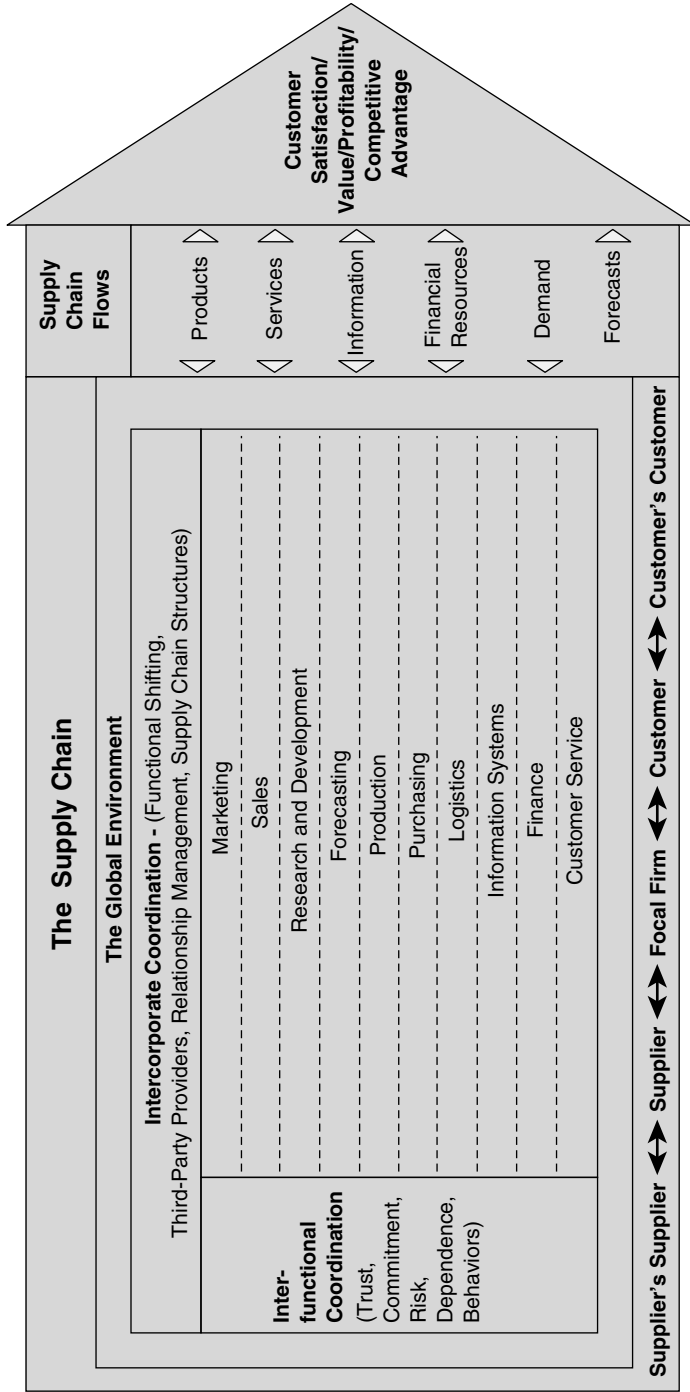 The Supply Chain
The Global Environment
Intercorporate Coordination - (Functional Shifting,
Third-Party Providers, Relationship Management, Supply Chain Structures)
Inter-
functional
Coordination
(Trust,
Commitment,
Risk,
Dependence,
Behaviors)
Marketing
Sales
Research and Development
Forecasting
Production
Purchasing
Logistics
Information Systems
Finance
Customer Service
Supply
Chain
Flows
Products
Services
Information
Financial
Resources
Demand
Forecasts
Customer
Satisfaction/
Value/Profitability/
Competitive
Advantage
Supplier's Supplier ↔ Supplier ↔ Focal Firm ↔ Customer ↔ Customer's Customer